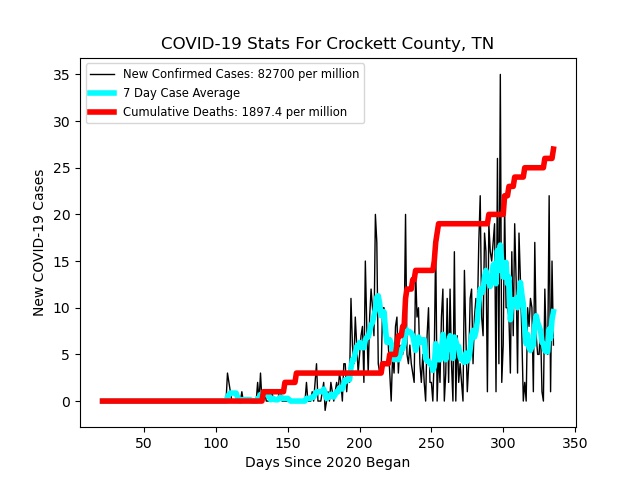 COVID-19 Stats For Crockett County, TN
New Confirmed Cases: 82700 per million
7 Day Case Average
Cumulative Deaths: 1897.4 per million
New COVID-19 Cases
35
30
25
20
15
10
5
0
50 100 150 200 250 300 350
Days Since 2020 Began